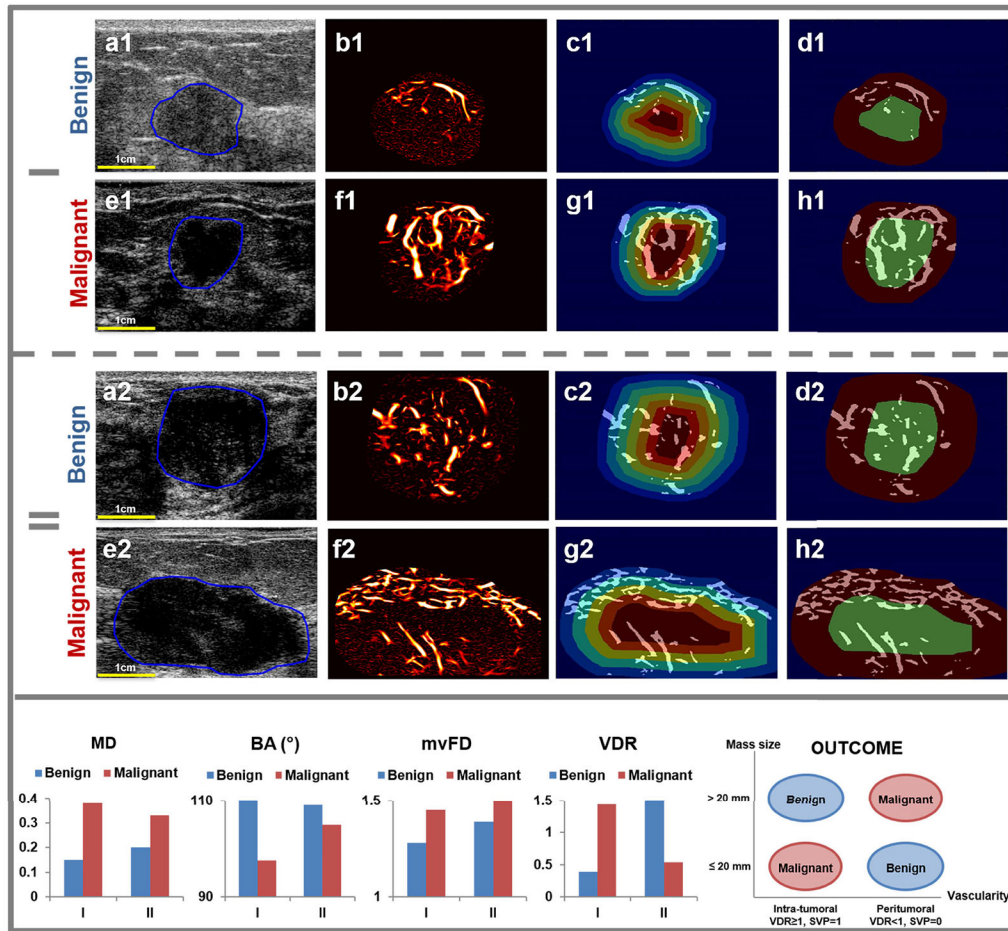 a1 b1 c1 d1
Benign
1cm
e1 f1 g1 h1
Malignant
1cm
a2 b2 c2 d2
Benign
1cm
e2 f2 g2 h2
Malignant
1cm
MD
Benign Malignant
0.4
0.3
0.2
0.1
0
I II
BA (°)
Benign Malignant
110
90
I II
mvFD
Benign Malignant
1.5
1
I II
VDR
Benign Malignant
1.5
1
0.5
0
I II
Mass size OUTCOME
> 20 mm Benign Malignant
≤ 20 mm Malignant Benign
Vascularity
Intra-tumoral Peritumoral
VDR≥1, SVP=1 VDR<1, SVP=0